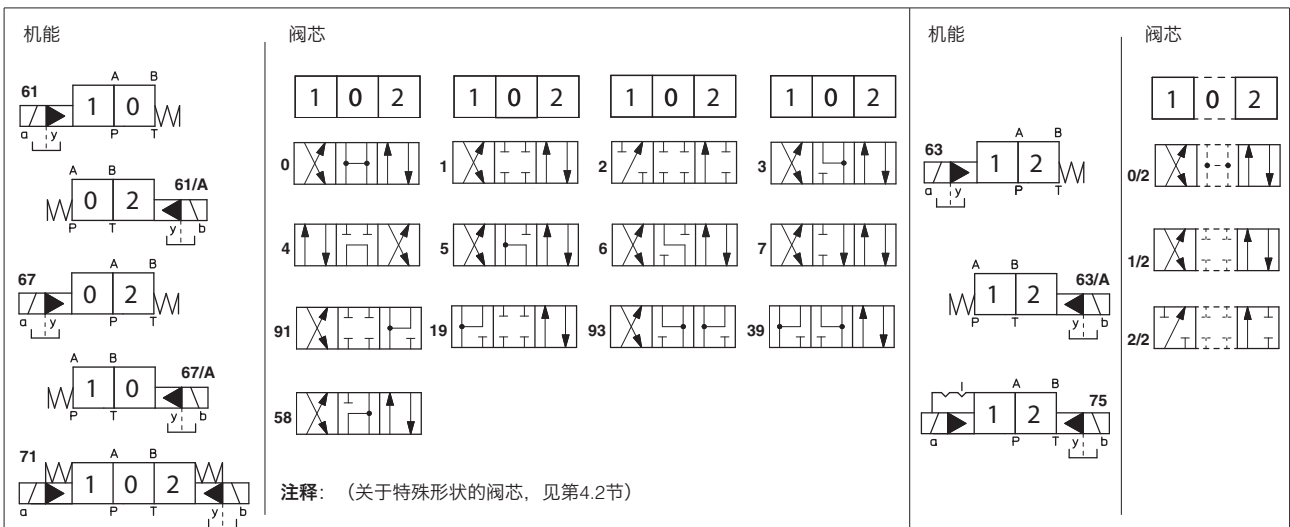 机能
阀芯
机能
阀芯
61
A B
1 0
a y P T
A B
61/A
0 2
P T y b
67
A B
0 2
a y P T
A B
67/A
1 0
P T y b
71
A B
1 0 2
a P T b
y
1 0 2
1 0 2
1 0 2
1 0 2
0
1
2
3
4
5
6
7
91
19
93
39
58
注释： （关于特殊形状的阀芯，见第4.2节）
63
A B
1 2
a y P T
A B
63/A
1 2
P T y b
A B
75
1 2
a P T y b
1 0 2
0/2
1/2
2/2